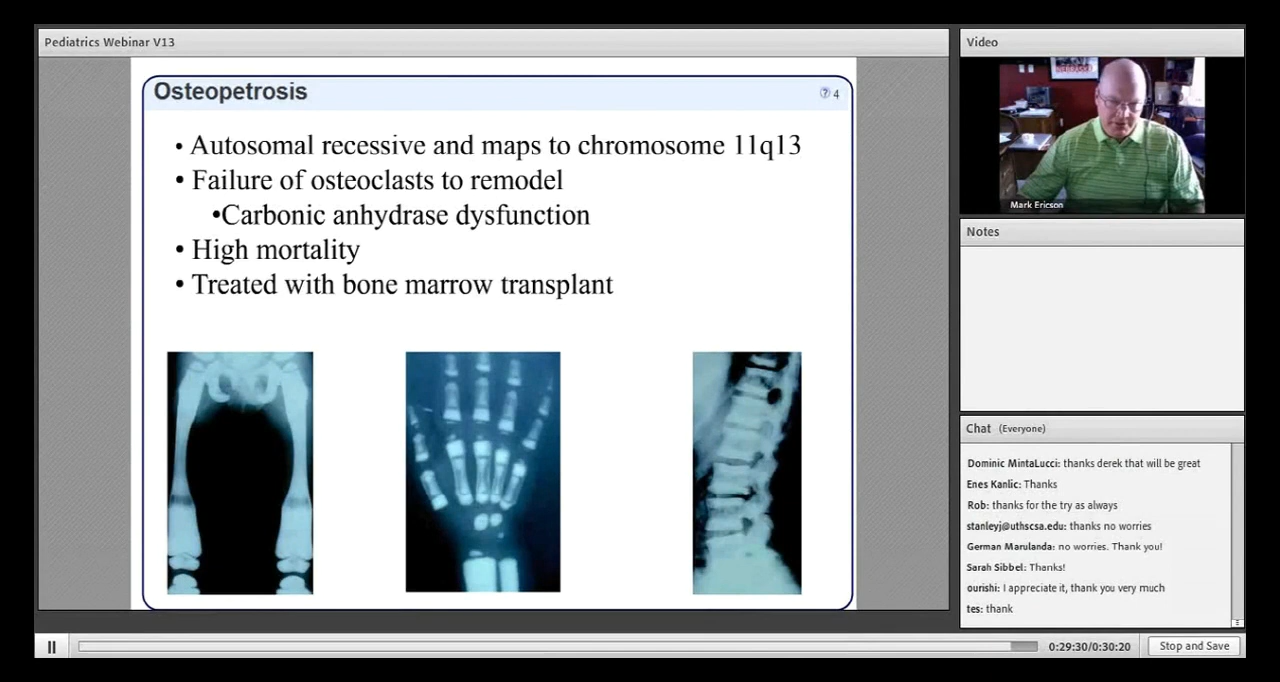 Pediatrics Webinar V13
Osteopetrosis
4
• Autosomal recessive and maps to chromosome 11q13
• Failure of osteoclasts to remodel
•Carbonic anhydrase dysfunction
• High mortality
• Treated with bone marrow transplant
Video
Mark Ericson
Notes
Chat (Everyone)
Dominic MintaLucci: thanks derek that will be great
Enes Kanlic: Thanks
Rob: thanks for the try as always
stanleyj@uthscsa.edu: thanks no worries
German Marulanda: no worries. Thank you!
Sarah Sibbel: Thanks!
ourishi: I appreciate it, thank you very much
tes: thank
0:29:30/0:30:20
Stop and Save